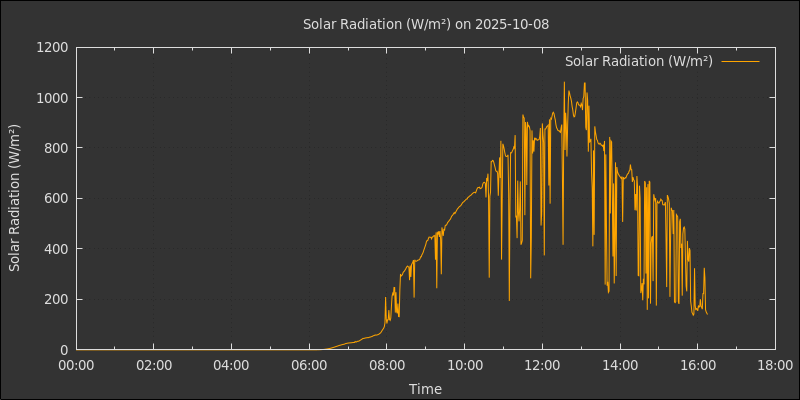 Solar Radiation (W/m²) on 2025-10-08
Solar Radiation (W/m²)
1200
1000
800
600
400
200
0
Solar Radiation (W/m²)
00:00 02:00 04:00 06:00 08:00 10:00 12:00 14:00 16:00 18:00
Time